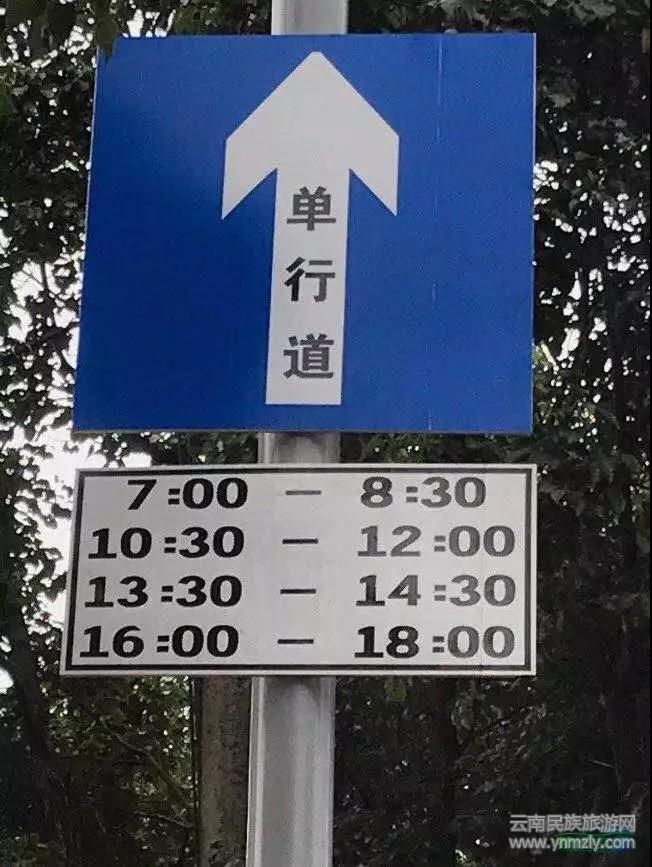 单
行
道
7:00 — 8:30
10:30 — 12:00
13:30 — 14:30
16:00 — 18:00
云南民族旅游网
www.ynmzly.com